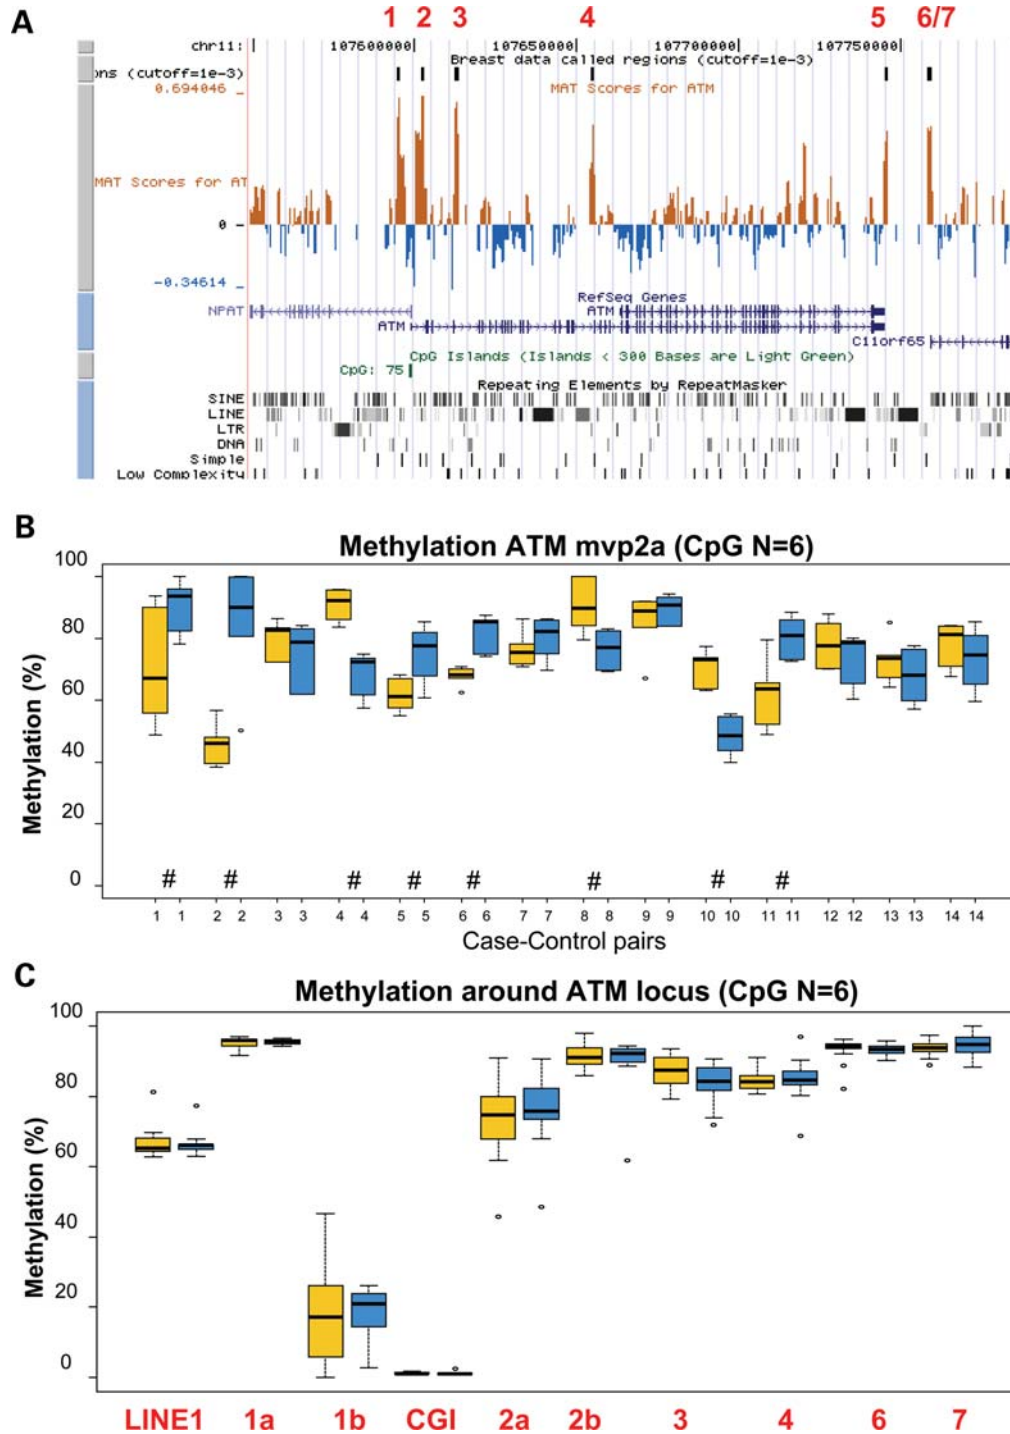 A
1 2 3 4 5 6/7
chr11: 107600000 107650000 107700000 107750000
Breast data called regions (cutoff=1e-3)
ons (cutoff=1e-3)
0.694046
MAT Scores for ATM
MAT Scores for AT
0
-0.34614
RefSeq Genes
NPAT
ATM
ATM
C11orf65
CpG Islands (Islands < 300 Bases are Light Green)
CpG: 75
Repeating Elements by RepeatMasker
SINE
LINE
LTR
DNA
Simple
Low Complexity
B
Methylation ATM mvp2a (CpG N=6)
Methylation (%)
100
80
60
40
20
0
# # # # # # # #
1 1 2 2 3 3 4 4 5 5 6 6 7 7 8 8 9 9 10 10 11 11 12 12 13 13 14 14
Case-Control pairs
C
Methylation around ATM locus (CpG N=6)
Methylation (%)
100
80
60
40
20
0
LINE1 1a 1b CGI 2a 2b 3 4 6 7